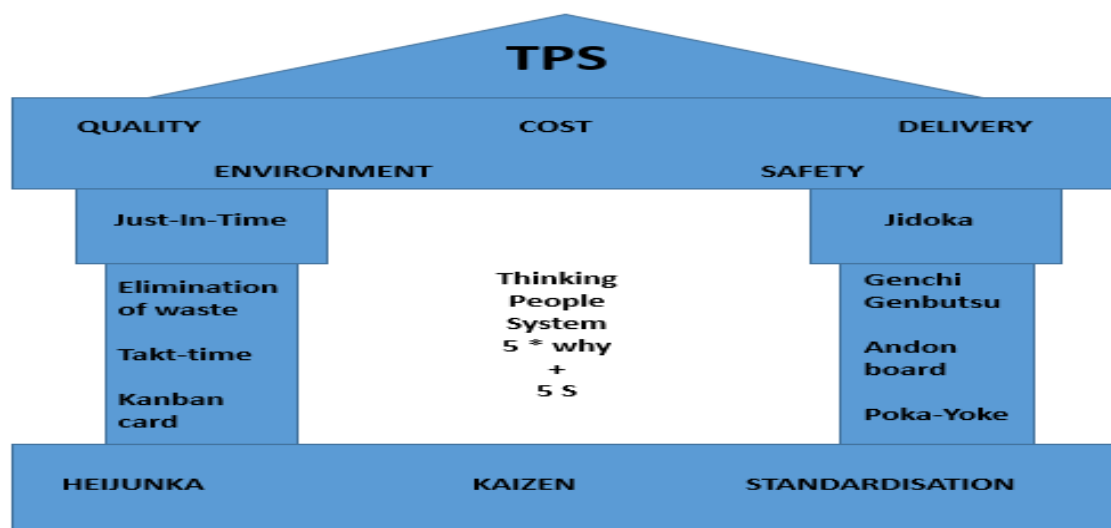 TPS
QUALITY COST DELIVERY
ENVIRONMENT SAFETY
Just-In-Time
Elimination
of waste
Takt-time
Kanban
card
Thinking
People
System
5 * why
+
5 S
Jidoka
Genchi
Genbutsu
Andon
board
Poka-Yoke
HEIJUNKA KAIZEN STANDARDISATION